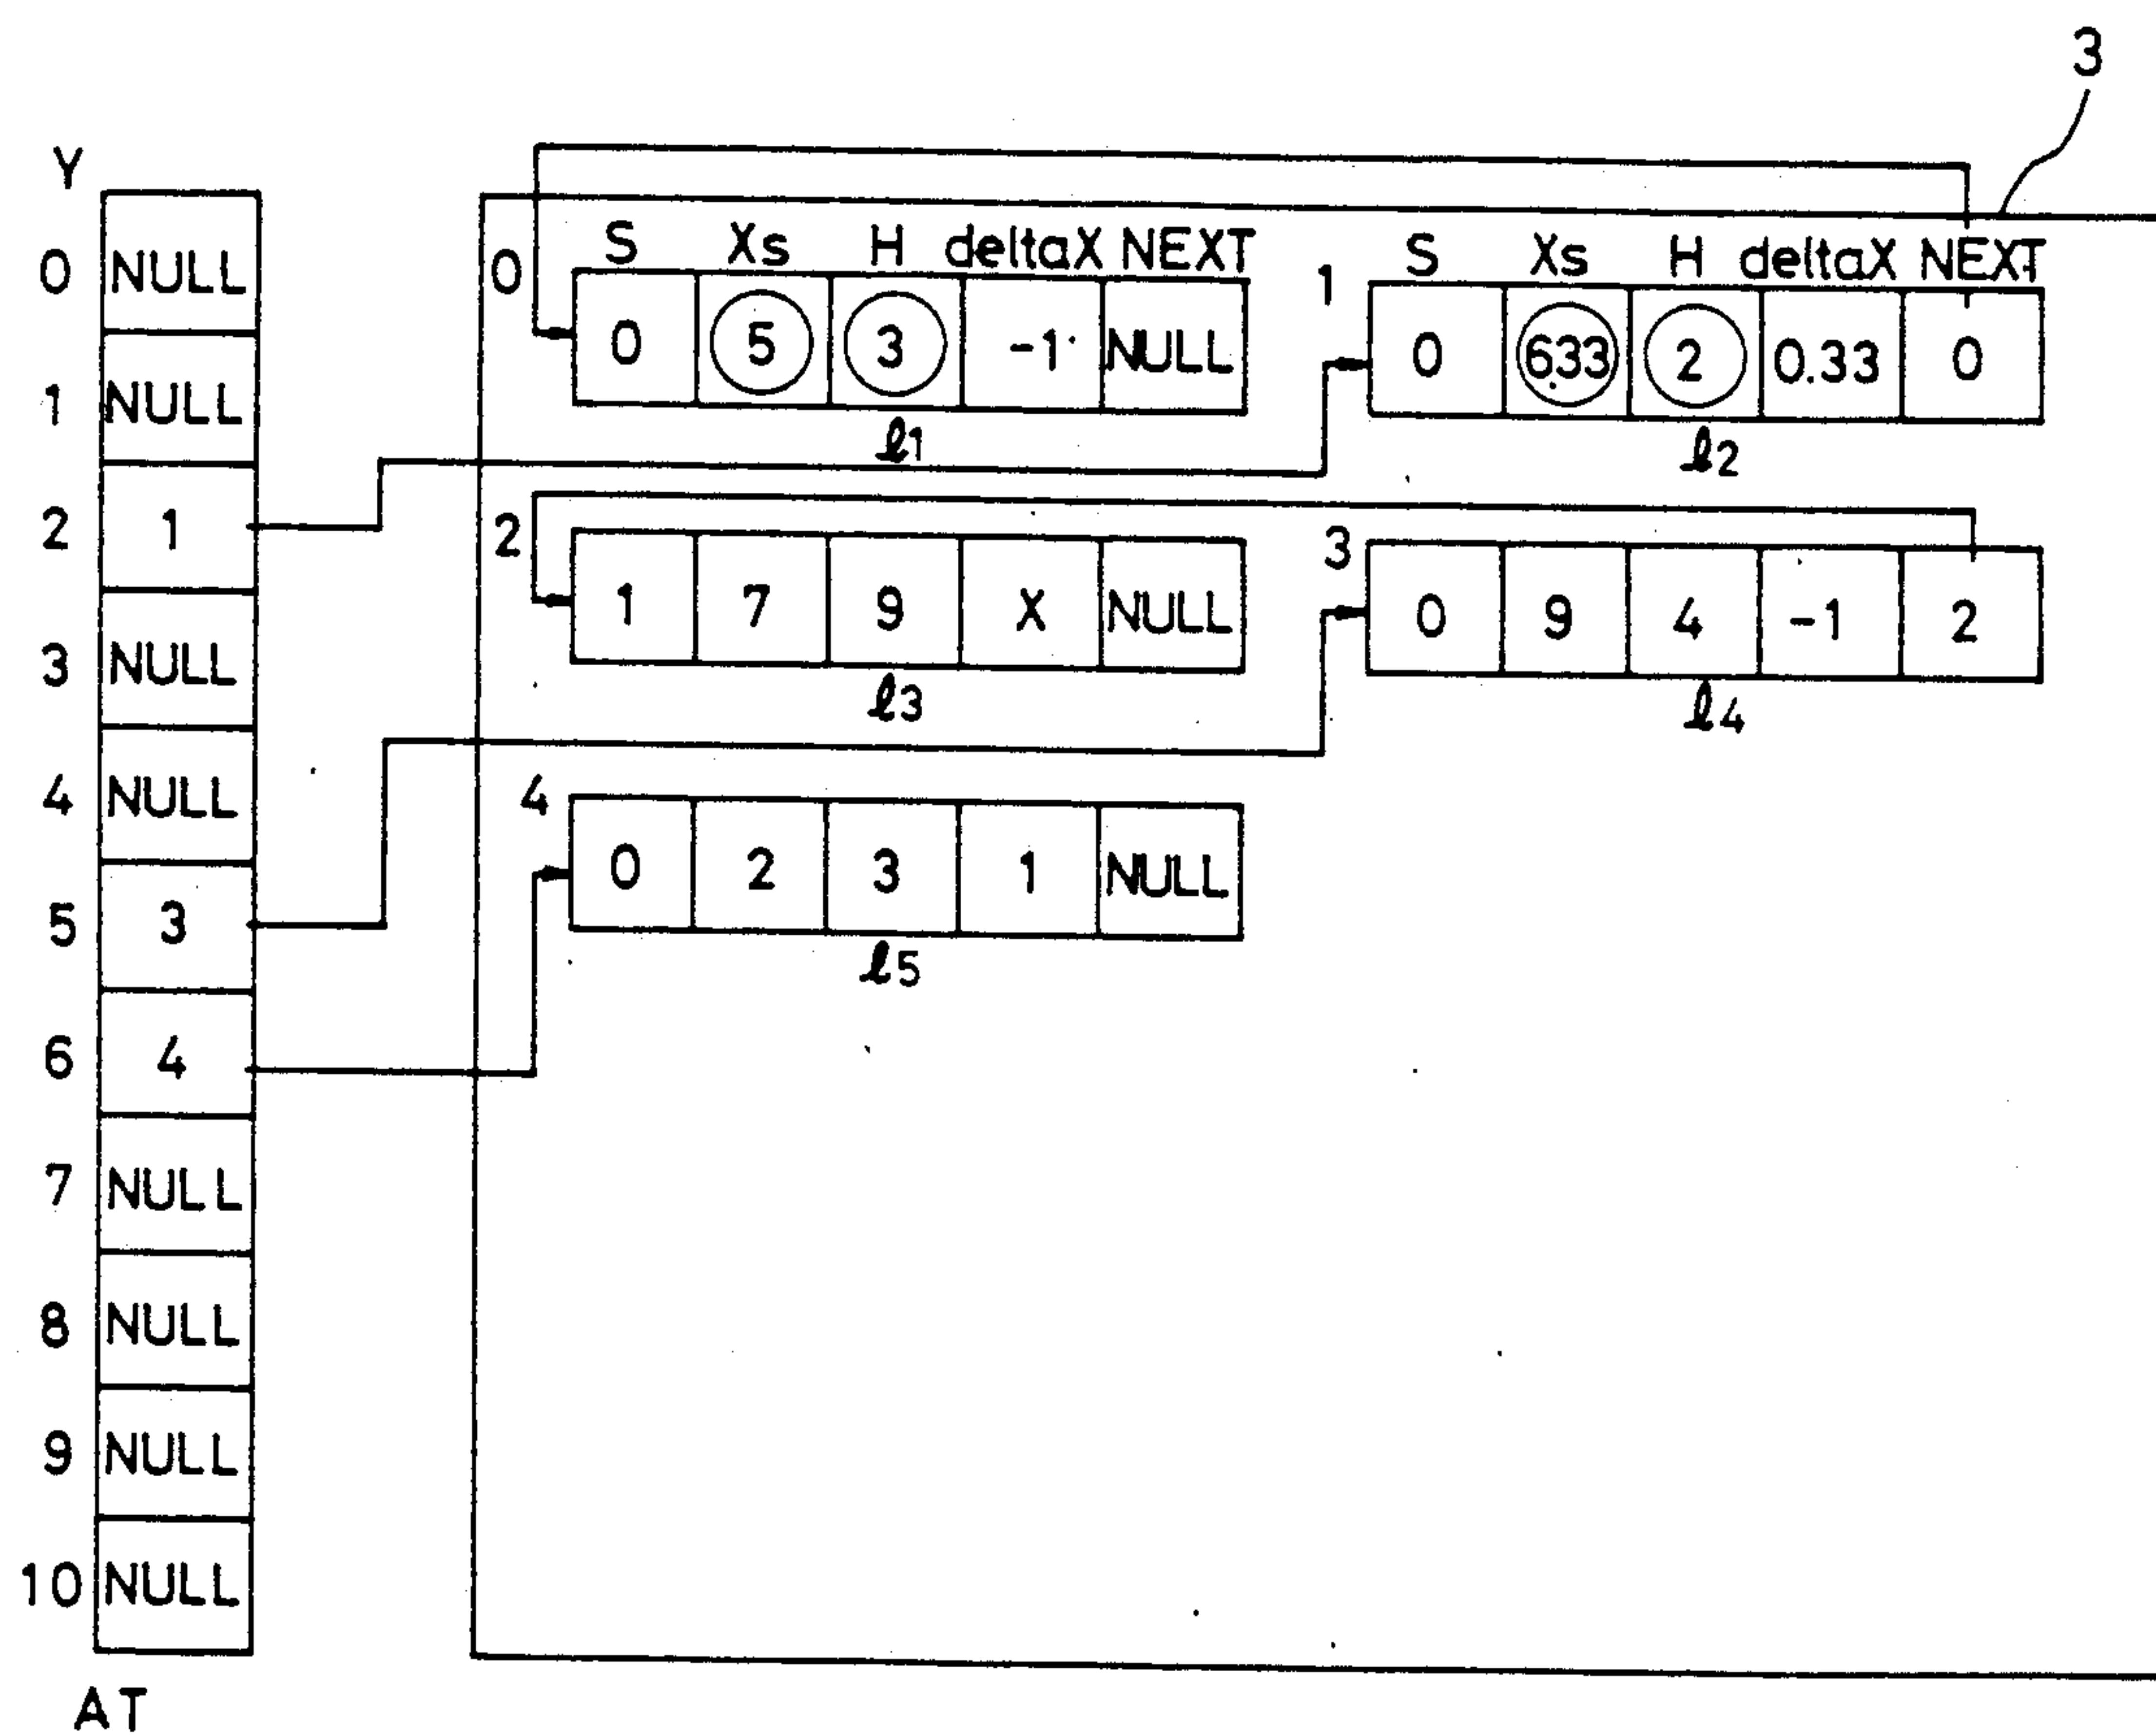 3
Y
0 NULL
1 NULL
2 1
3 NULL
4 NULL
5 3
6 4
7 NULL
8 NULL
9 NULL
10 NULL
AT
0
S Xs H deltaX NEXT
0 5 3 -1 NULL
ℓ1
1
S Xs H deltaX NEXT
0 6.33 2 0.33 0
ℓ2
2
1 7 9 X NULL
ℓ3
3
0 9 4 -1 2
ℓ4
4
0 2 3 1 NULL
ℓ5